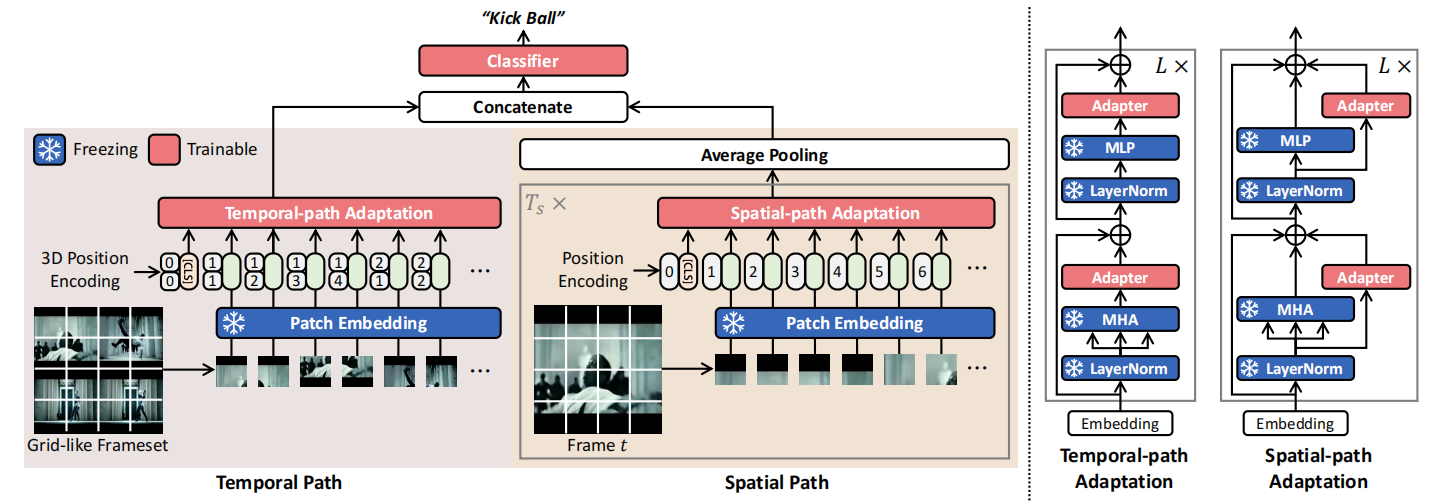 “Kick Ball”
Classifier
Concatenate
Freezing
Trainable
Average Pooling
Temporal-path Adaptation
T_s ×
Spatial-path Adaptation
3D Position
Encoding
0 [CLS] 1 1 1 1 2 2 ...
0 1 2 3 4 1 2
Position
Encoding
0 [CLS] 1 2 3 4 5 6 ...
Patch Embedding
Patch Embedding
...
...
Grid-like Frameset
Frame t
Temporal Path
Spatial Path
L ×
Adapter
MLP
LayerNorm
Adapter
MHA
LayerNorm
Embedding
Temporal-path
Adaptation
L ×
Adapter
MLP
LayerNorm
Adapter
MHA
LayerNorm
Embedding
Spatial-path
Adaptation